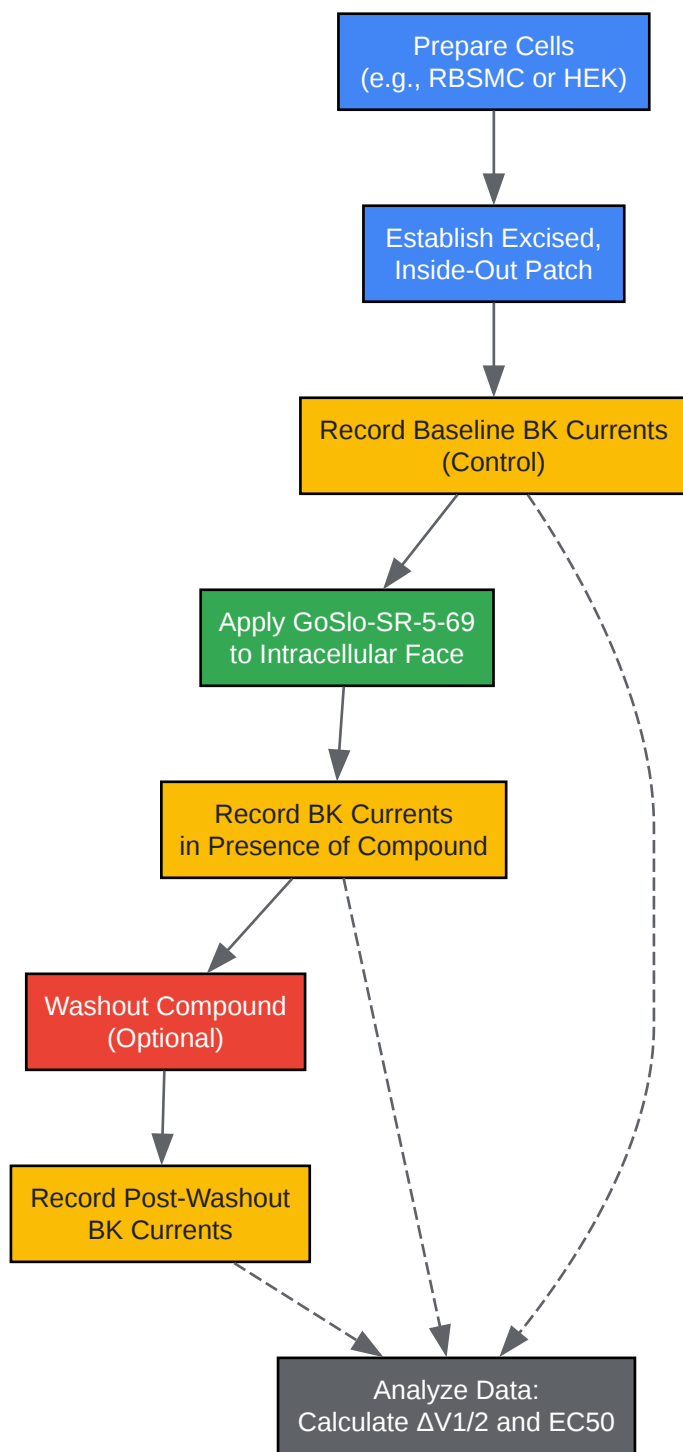 Prepare Cells
(e.g., RBSMC or HEK)
Establish Excised,
Inside-Out Patch
Record Baseline BK Currents
(Control)
Apply GoSlo-SR-5-69
to Intracellular Face
Record BK Currents
in Presence of Compound
Washout Compound
(Optional)
Record Post-Washout
BK Currents
Analyze Data:
Calculate ΔV1/2 and EC50